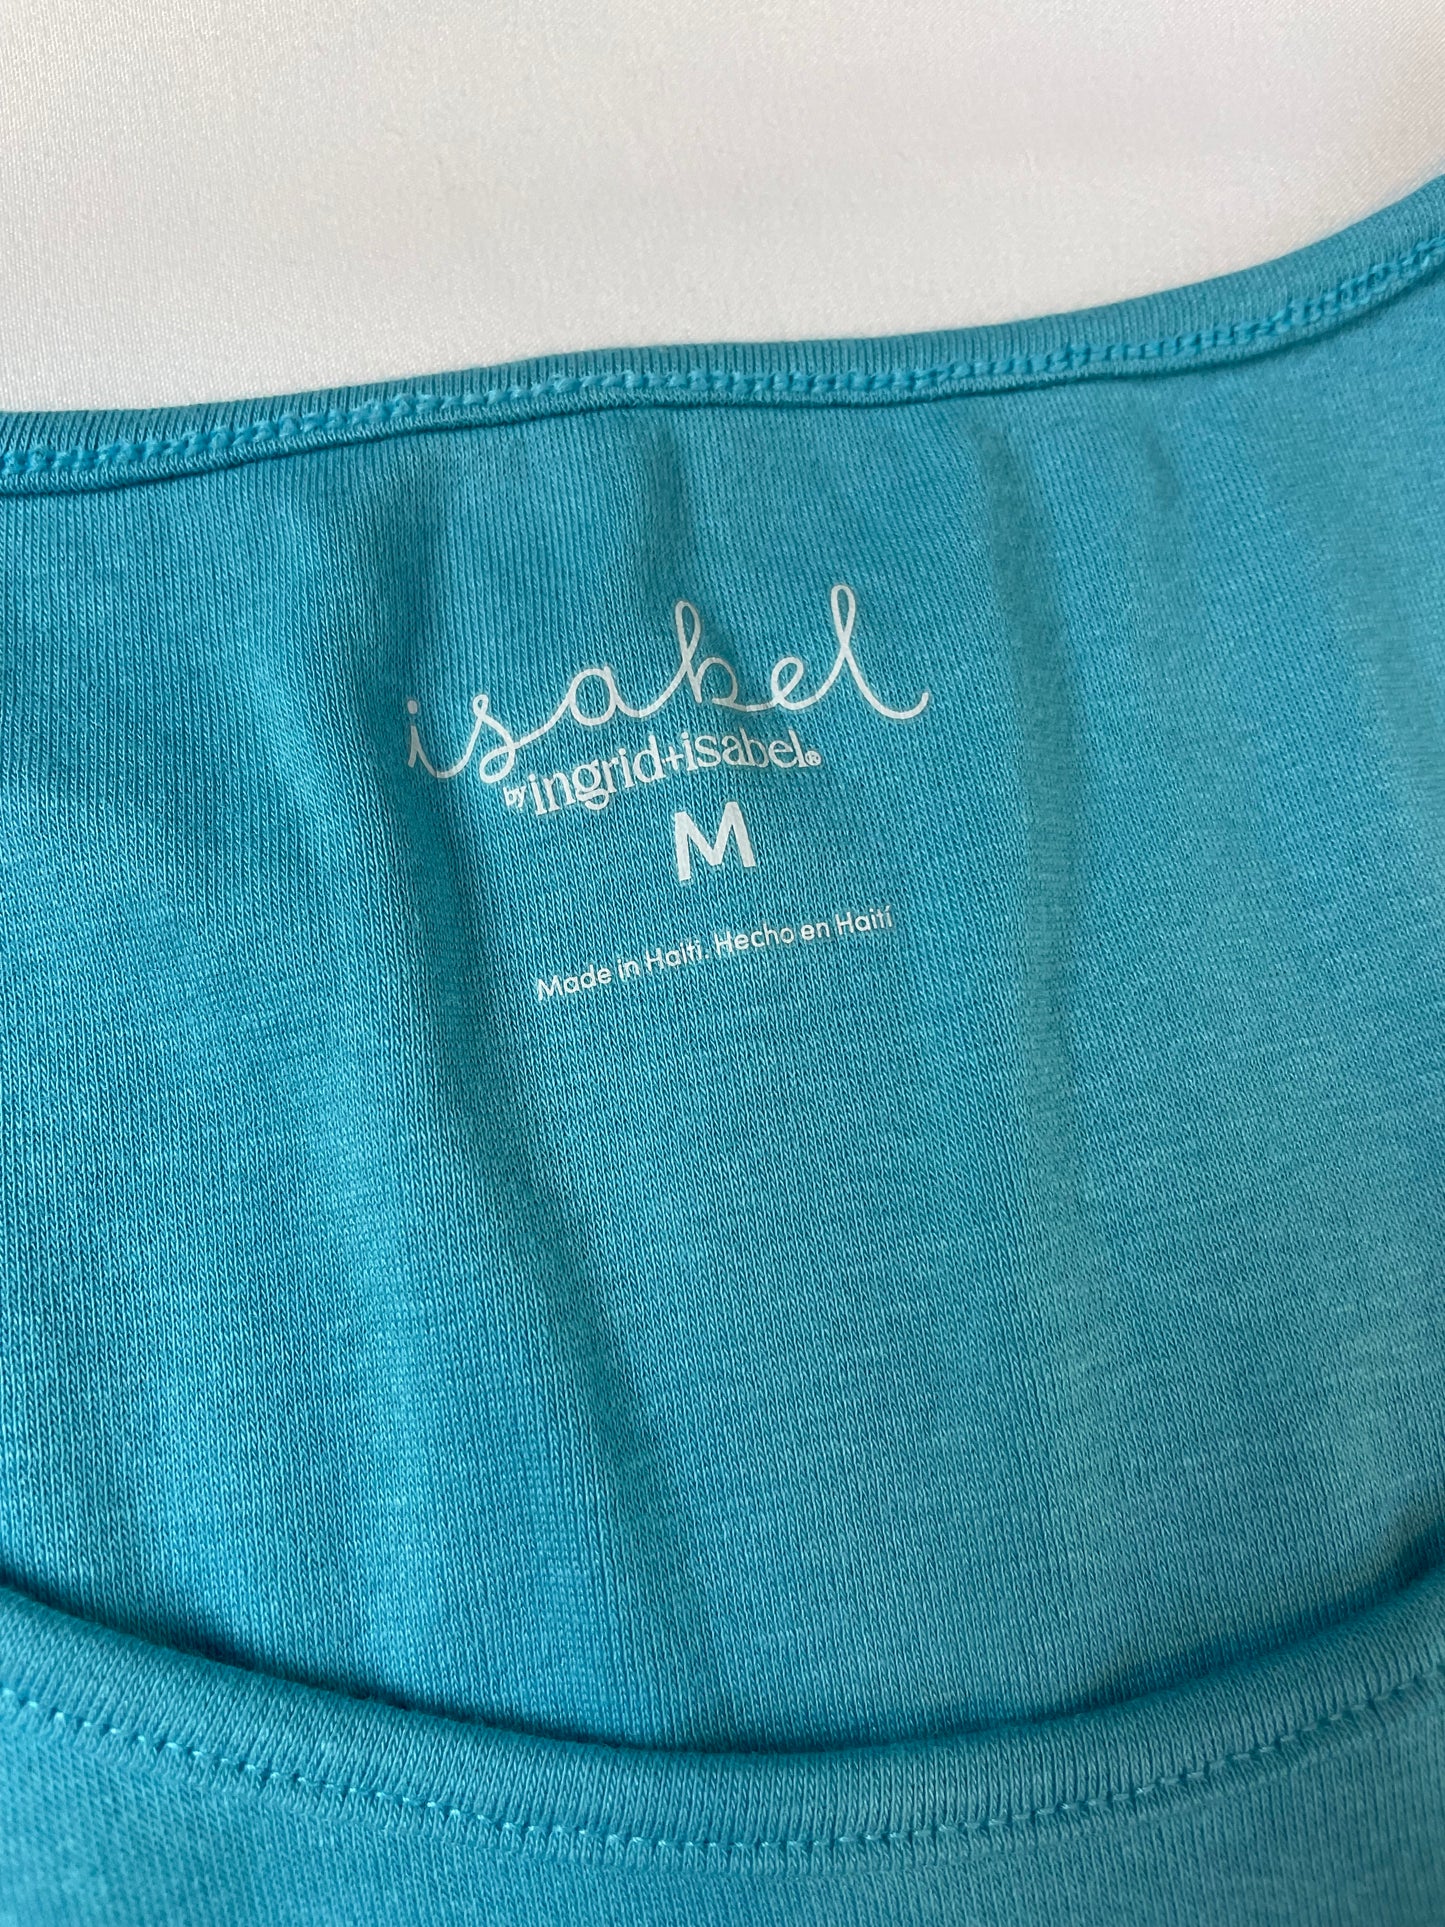 isabel
by ingrid+isabel®
M
Made in Haiti. Hecho en Haití